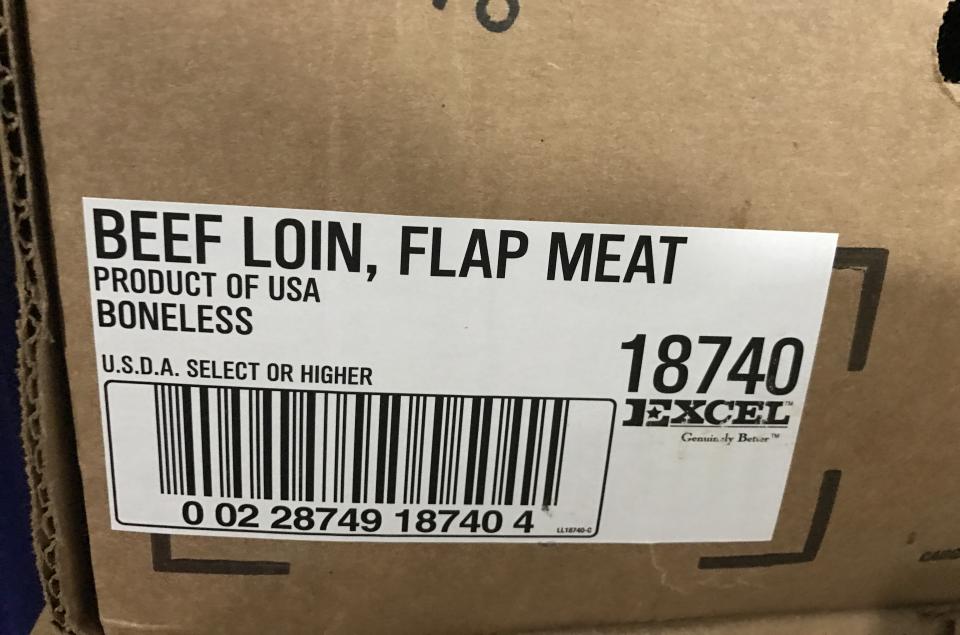 BEEF LOIN, FLAP MEAT
PRODUCT OF USA
BONELESS
U.S.D.A. SELECT OR HIGHER
18740
EXCEL™
Genuinely Better™
0 02 28749 18740 4
LL18740-C